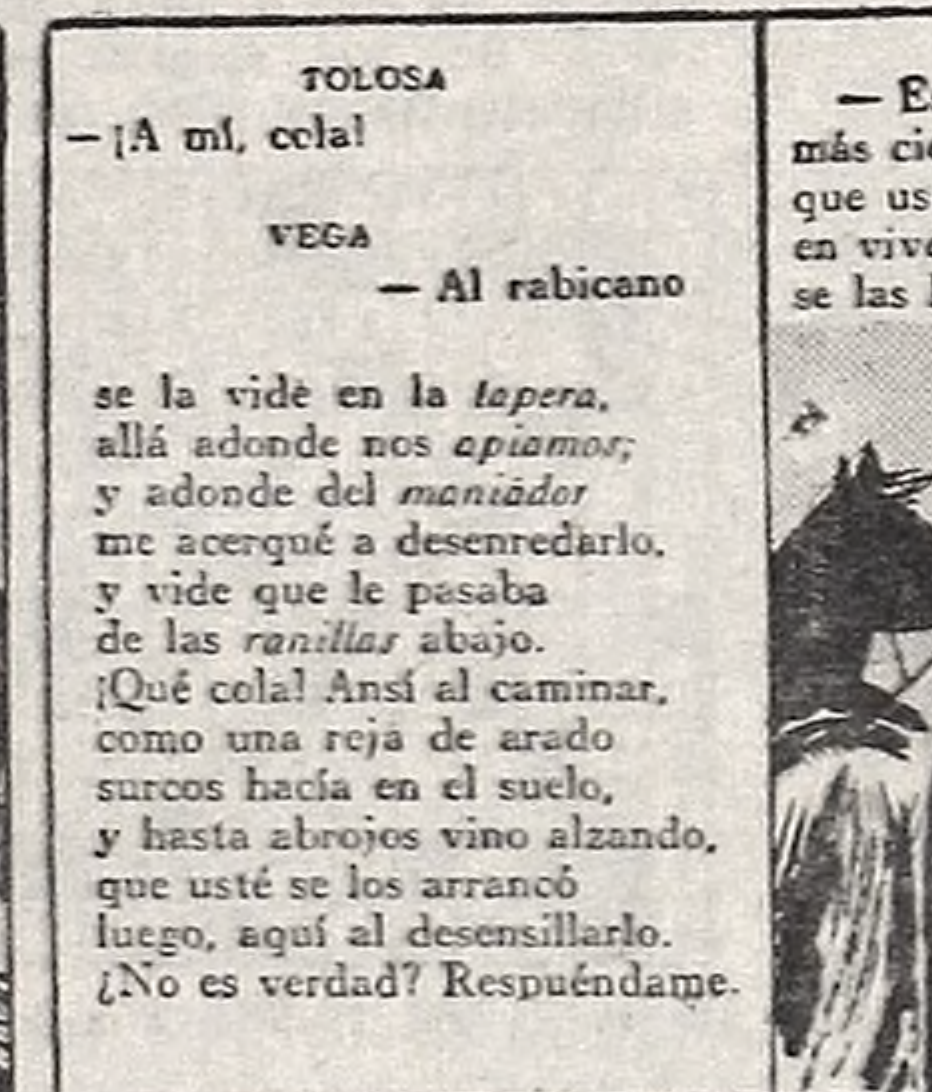 TOLOSA
—¡A mí, cola!
VEGA
— Al rabicano
se la vide en la tapera,
allá adonde nos apiamos;
y adonde del maniador
me acerqué a desenredarlo,
y vide que le pasaba
de las ranillas abajo.
¡Qué cola! Ansí al caminar,
como una reja de arado
surcos hacía en el suelo,
y hasta abrojos vino alzando,
que usté se los arrancó
luego, aquí al desensillarlo.
¿No es verdad? Respuéndame.
—
más
que us
en
se las